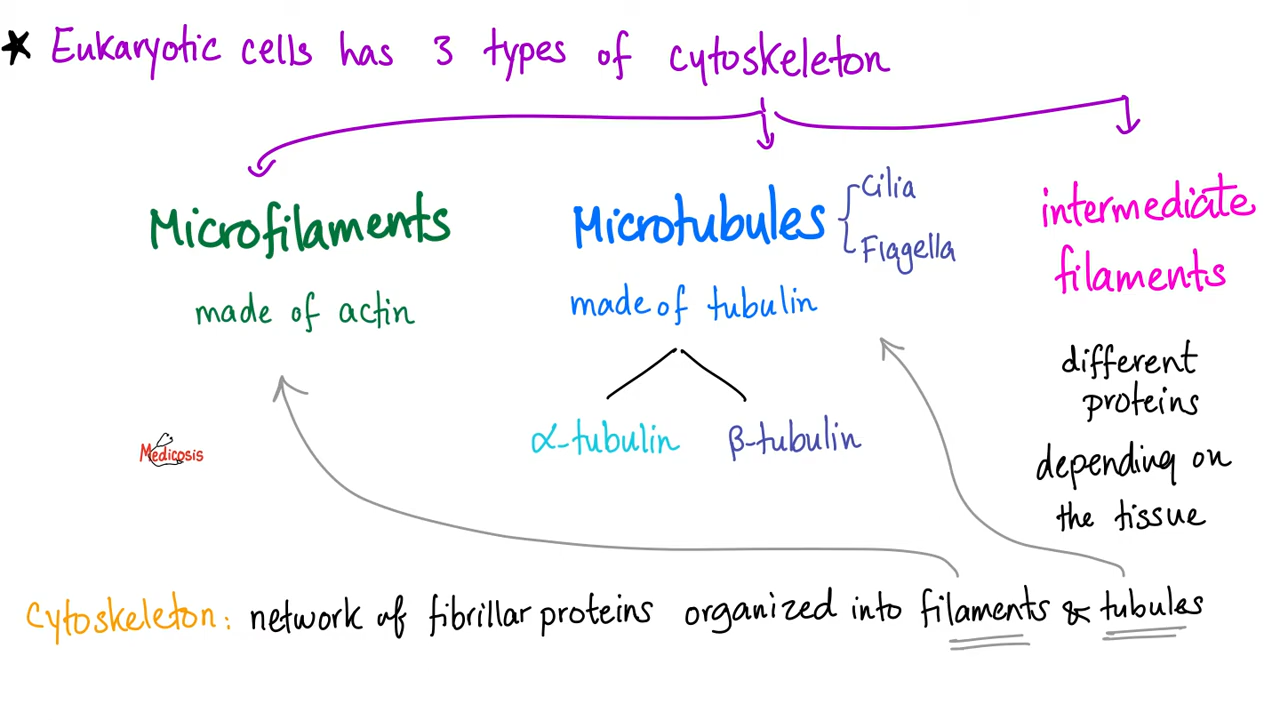 * Eukaryotic cells has 3 types of cytoskeleton
Microfilaments
made of actin
Microtubules
Cilia
Flagella
made of tubulin
α-tubulin
β-tubulin
intermediate
filaments
different
proteins
depending on
the tissue
Medicosis
Cytoskeleton: network of fibrillar proteins organized into filaments & tubules